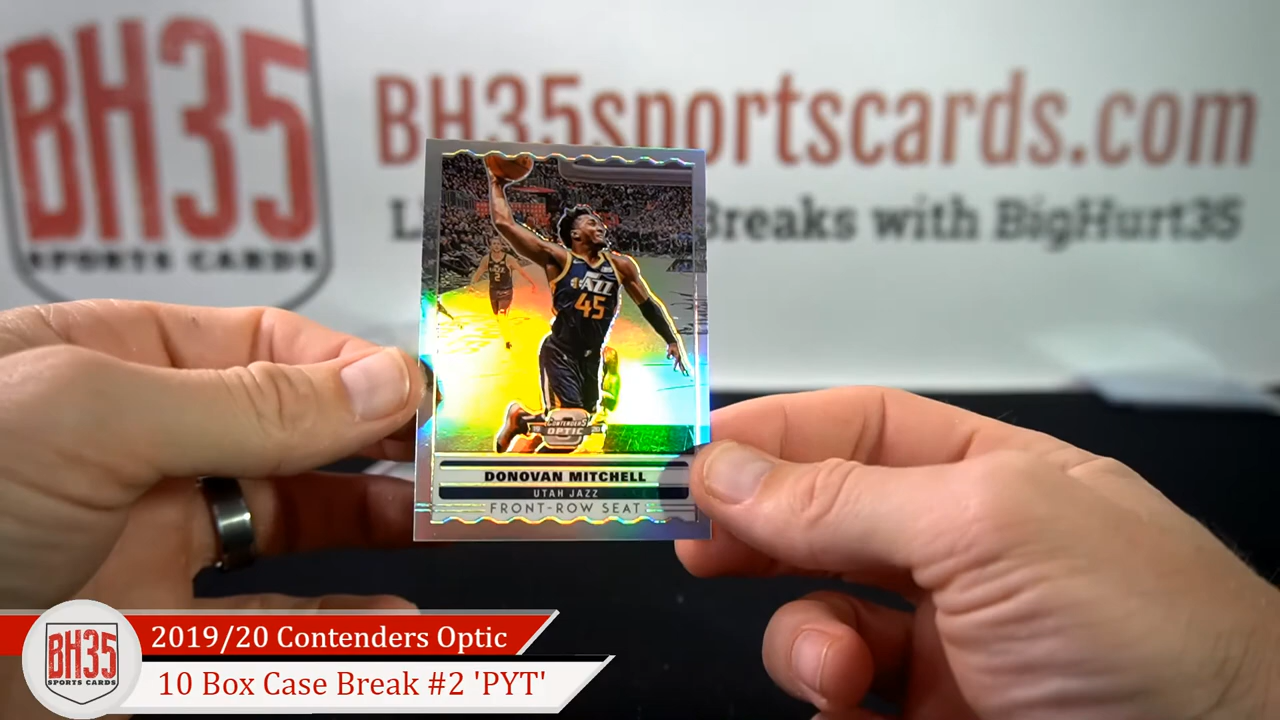 BH35
SPORTS CARDS
BH35sportscards.com
Breaks with BigHurt35
JAZZ
45
CONTENDERS
OPTIC
DONOVAN MITCHELL
UTAH JAZZ
FRONT-ROW SEAT
BH35
SPORTS CARDS
2019/20 Contenders Optic
10 Box Case Break #2 'PYT'